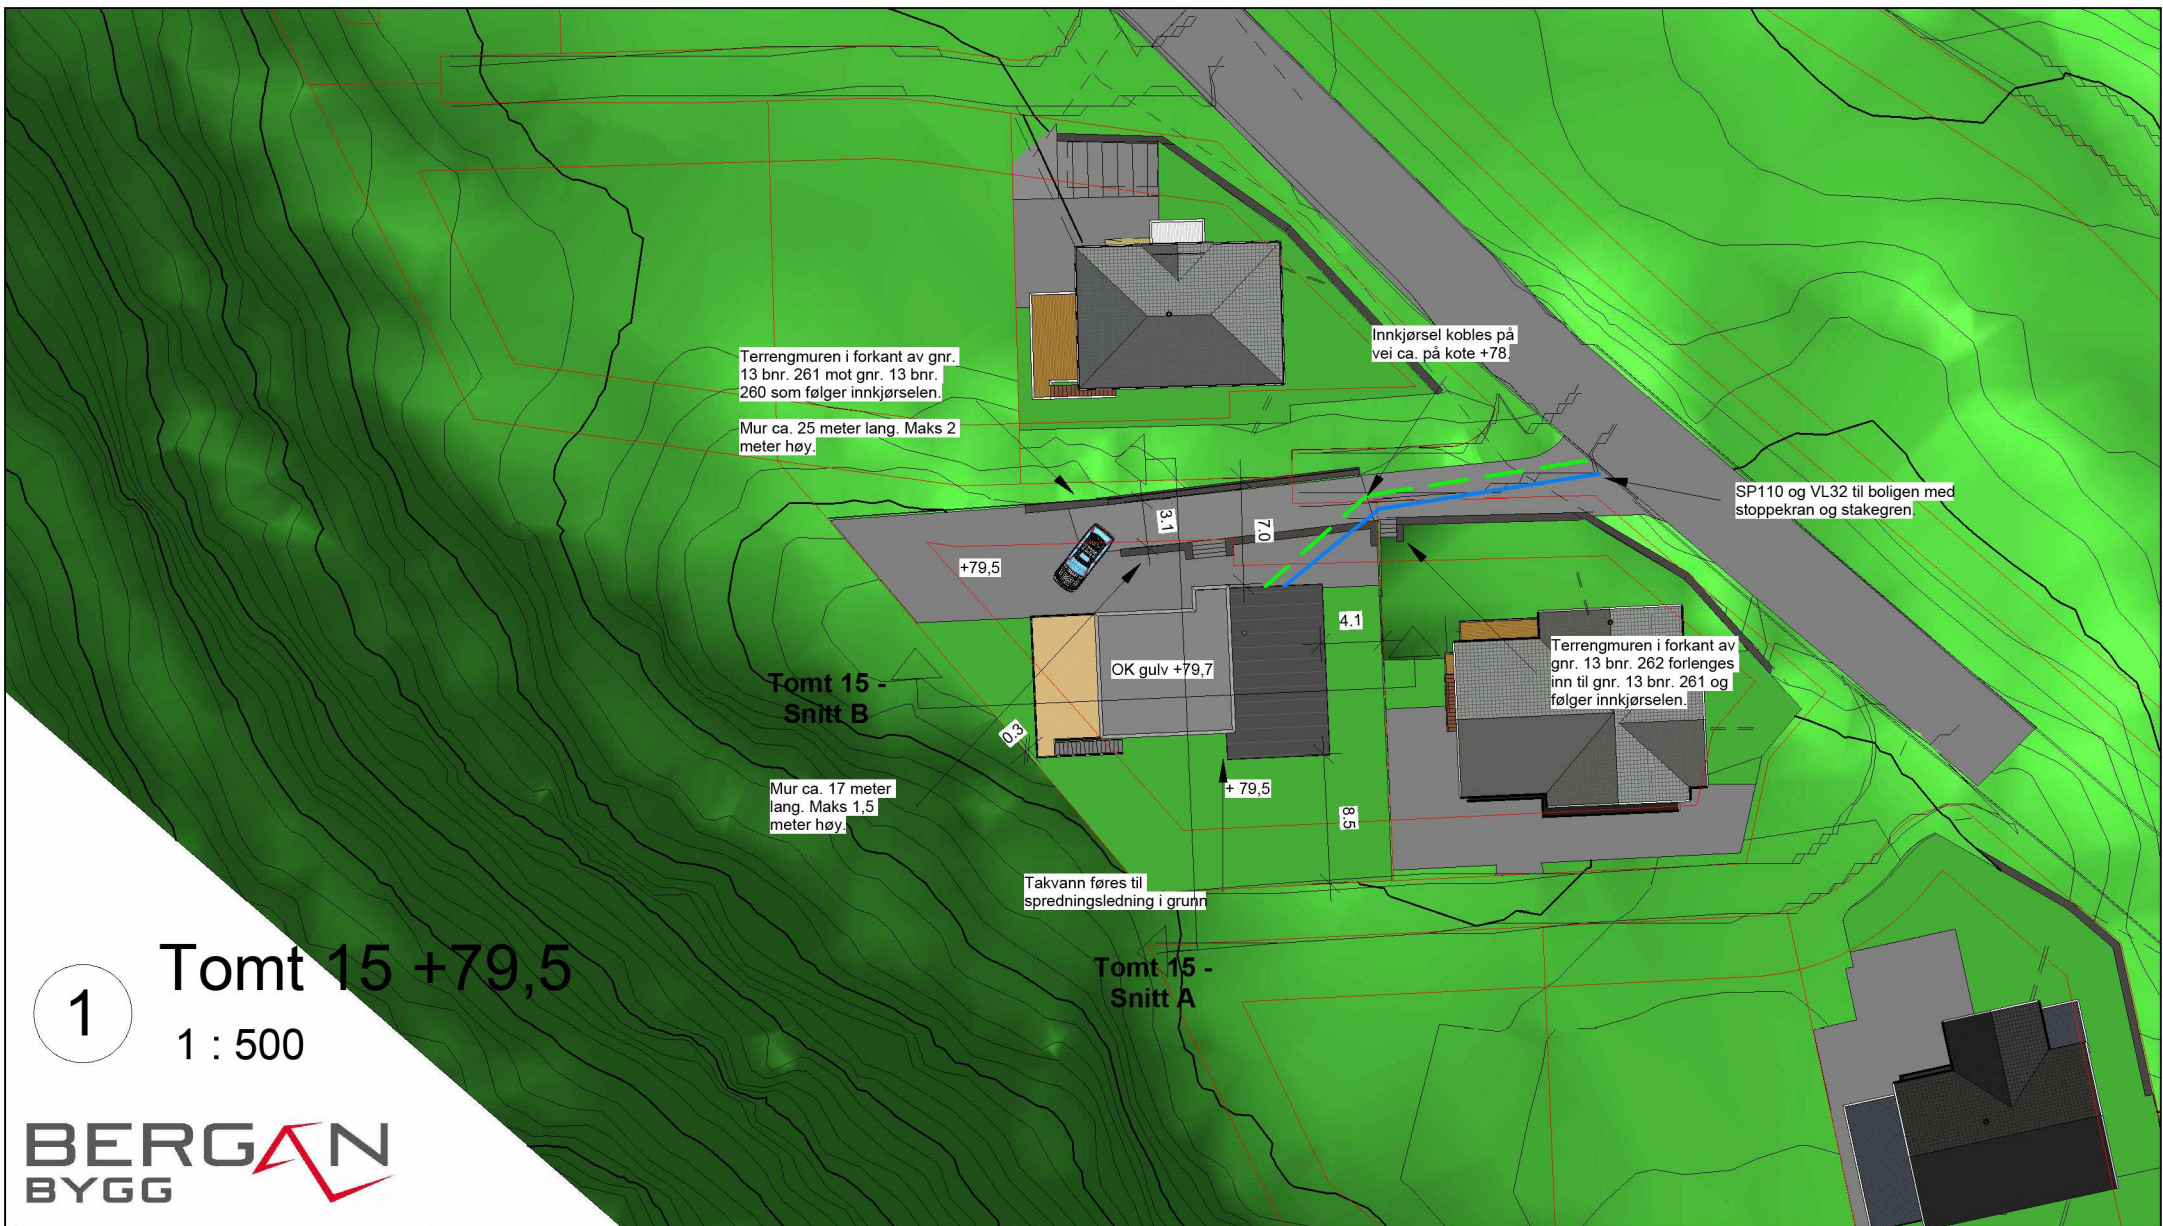 Innkjørsel kobles på
vei ca. på kote +78.
Terrengmuren i forkant av gnr.
13 bnr. 261 mot gnr. 13 bnr.
260 som følger innkjørselen.
Mur ca. 25 meter lang. Maks 2
meter høy.
SP110 og VL32 til boligen med
stoppekran og stakegren.
3.1
7.0
+79,5
4.1
OK gulv +79,7
Terrengmuren i forkant av
gnr. 13 bnr. 262 forlenges
inn til gnr. 13 bnr. 261 og
følger innkjørselen.
Tomt 15 -
Snitt B
0.3
Mur ca. 17 meter
lang. Maks 1,5
meter høy.
+ 79,5
8.5
Takvann føres til
spredningsledning i grunn
Tomt 15 -
Snitt A
1
Tomt 15 +79,5
1 : 500
BERGAN
BYGG